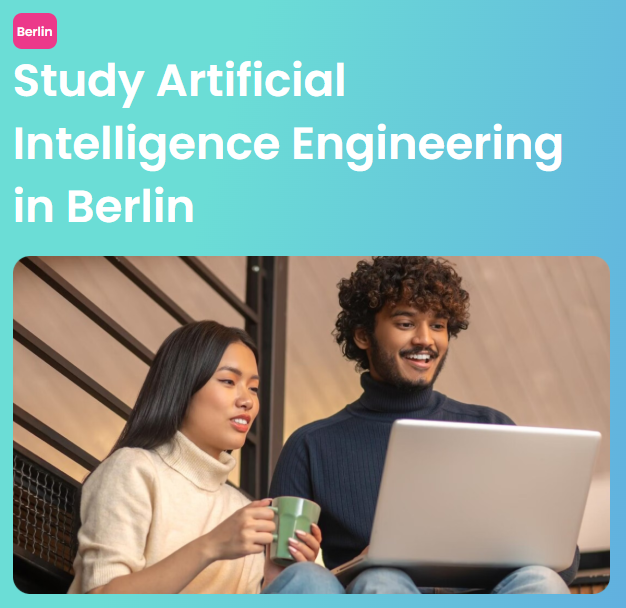 Berlin
Study Artificial
Intelligence Engineering
in Berlin